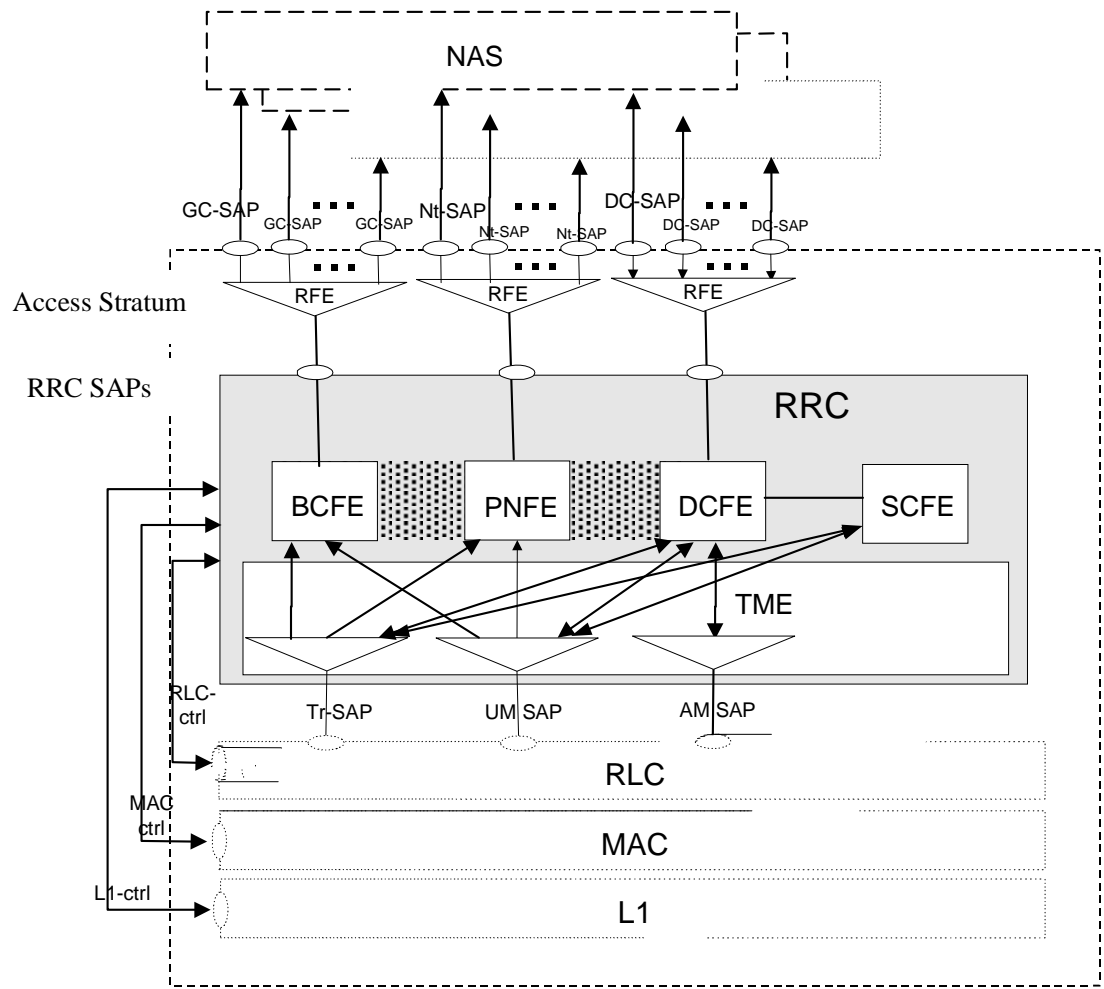 NAS
GC-SAP
GC-SAP
GC-SAP
Nt-SAP
Nt-SAP
Nt-SAP
DC-SAP
DC-SAP
DC-SAP
Access Stratum
RFE
RFE
RFE
RRC SAPs
RRC
BCFE
PNFE
DCFE
SCFE
TME
RLC-
ctrl
Tr-SAP
UM SAP
AM SAP
RLC
MAC
ctrl
MAC
L1-ctrl
L1